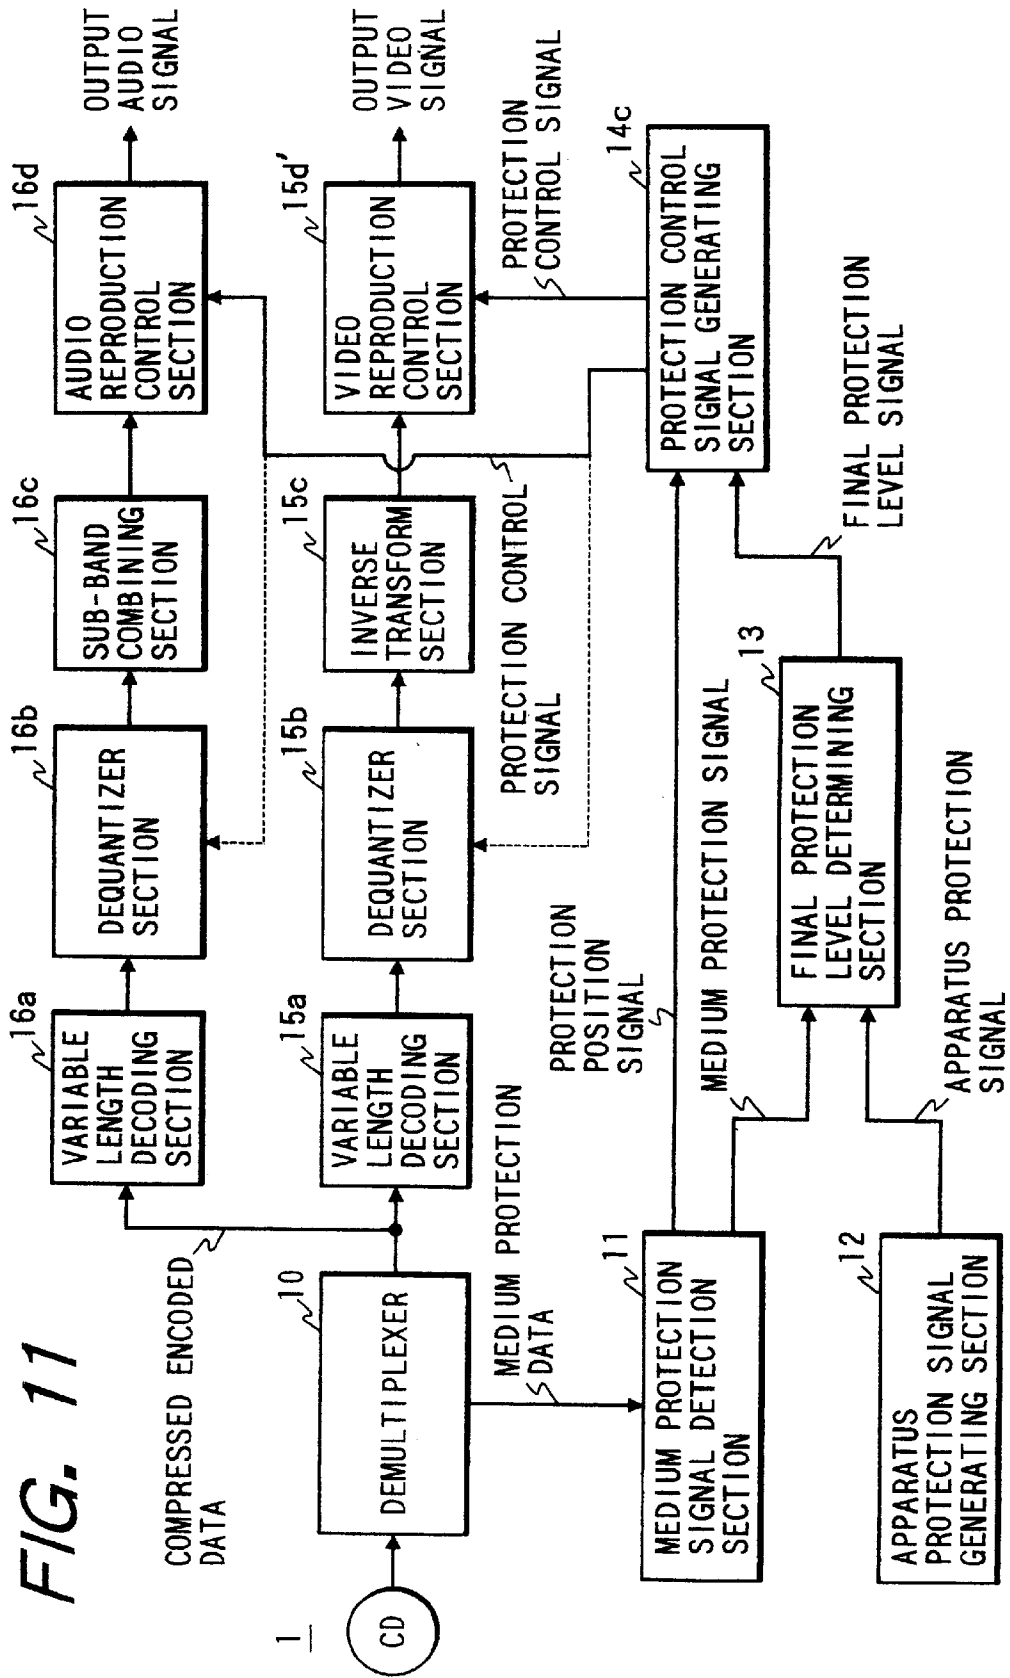 FIG. 11
1
CD
COMPRESSED ENCODED
DATA
10
DEMULTIPLEXER
16a
VARIABLE
LENGTH
DECODING
SECTION
16b
DEQUANTIZER
SECTION
16c
SUB-BAND
COMBINING
SECTION
16d
AUDIO
REPRODUCTION
CONTROL
SECTION
OUTPUT
AUDIO
SIGNAL
15a
VARIABLE
LENGTH
DECODING
SECTION
15b
DEQUANTIZER
SECTION
15c
INVERSE
TRANSFORM
SECTION
15d'
VIDEO
REPRODUCTION
CONTROL
SECTION
OUTPUT
VIDEO
SIGNAL
MEDIUM PROTECTION
DATA
PROTECTION CONTROL
SIGNAL
PROTECTION
CONTROL SIGNAL
PROTECTION
POSITION
SIGNAL
11
MEDIUM PROTECTION
SIGNAL DETECTION
SECTION
14c
PROTECTION CONTROL
SIGNAL GENERATING
SECTION
MEDIUM PROTECTION SIGNAL
13
FINAL PROTECTION
LEVEL DETERMINING
SECTION
FINAL PROTECTION
LEVEL SIGNAL
12
APPARATUS
PROTECTION SIGNAL
GENERATING SECTION
APPARATUS PROTECTION
SIGNAL